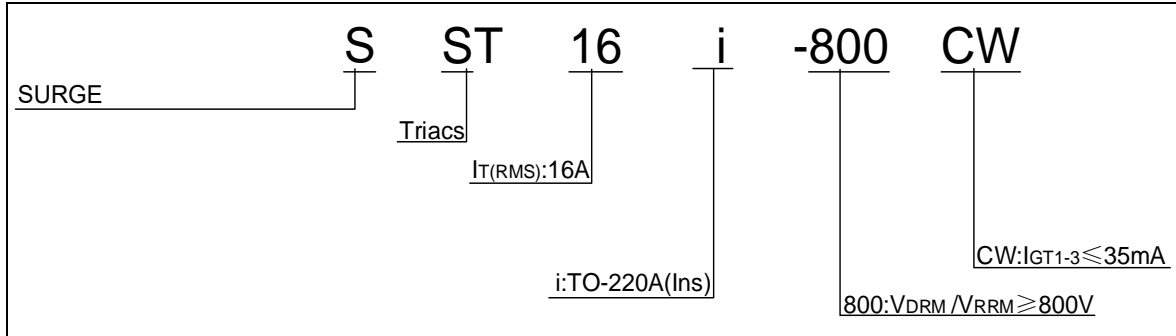 S ST 16 i -800 CW
SURGE
Triacs
IT(RMS):16A
CW:IGT1-3≤35mA
i:TO-220A(Ins)
800:VDRM /VRRM≥800V